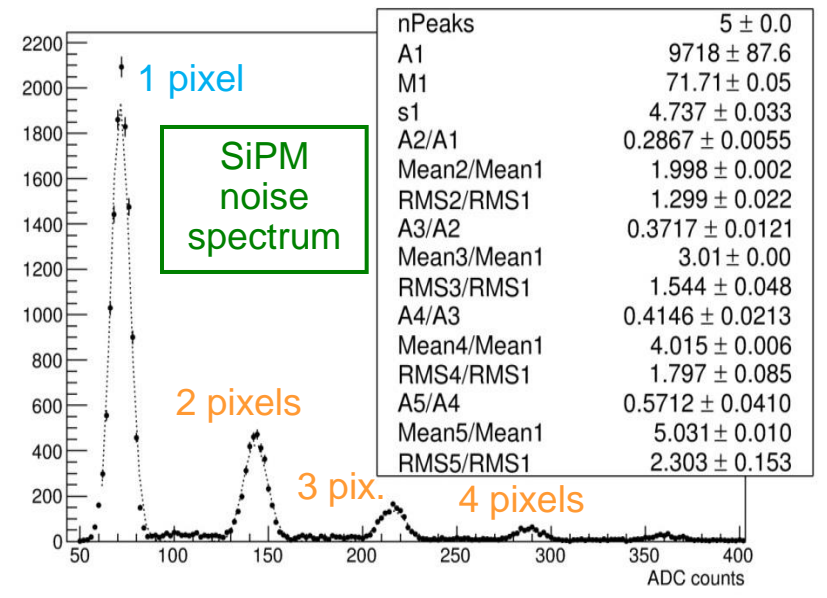 nPeaks 5 ± 0.0
A1 9718 ± 87.6
M1 71.71 ± 0.05
s1 4.737 ± 0.033
A2/A1 0.2867 ± 0.0055
Mean2/Mean1 1.998 ± 0.002
RMS2/RMS1 1.299 ± 0.022
A3/A2 0.3717 ± 0.0121
Mean3/Mean1 3.01 ± 0.00
RMS3/RMS1 1.544 ± 0.048
A4/A3 0.4146 ± 0.0213
Mean4/Mean1 4.015 ± 0.006
RMS4/RMS1 1.797 ± 0.085
A5/A4 0.5712 ± 0.0410
Mean5/Mean1 5.031 ± 0.010
RMS5/RMS1 2.303 ± 0.153
1 pixel
SiPM
noise
spectrum
2 pixels
3 pix.
4 pixels
2200
2000
1800
1600
1400
1200
1000
800
600
400
200
0
50 100 150 200 250 300 350 400
ADC counts